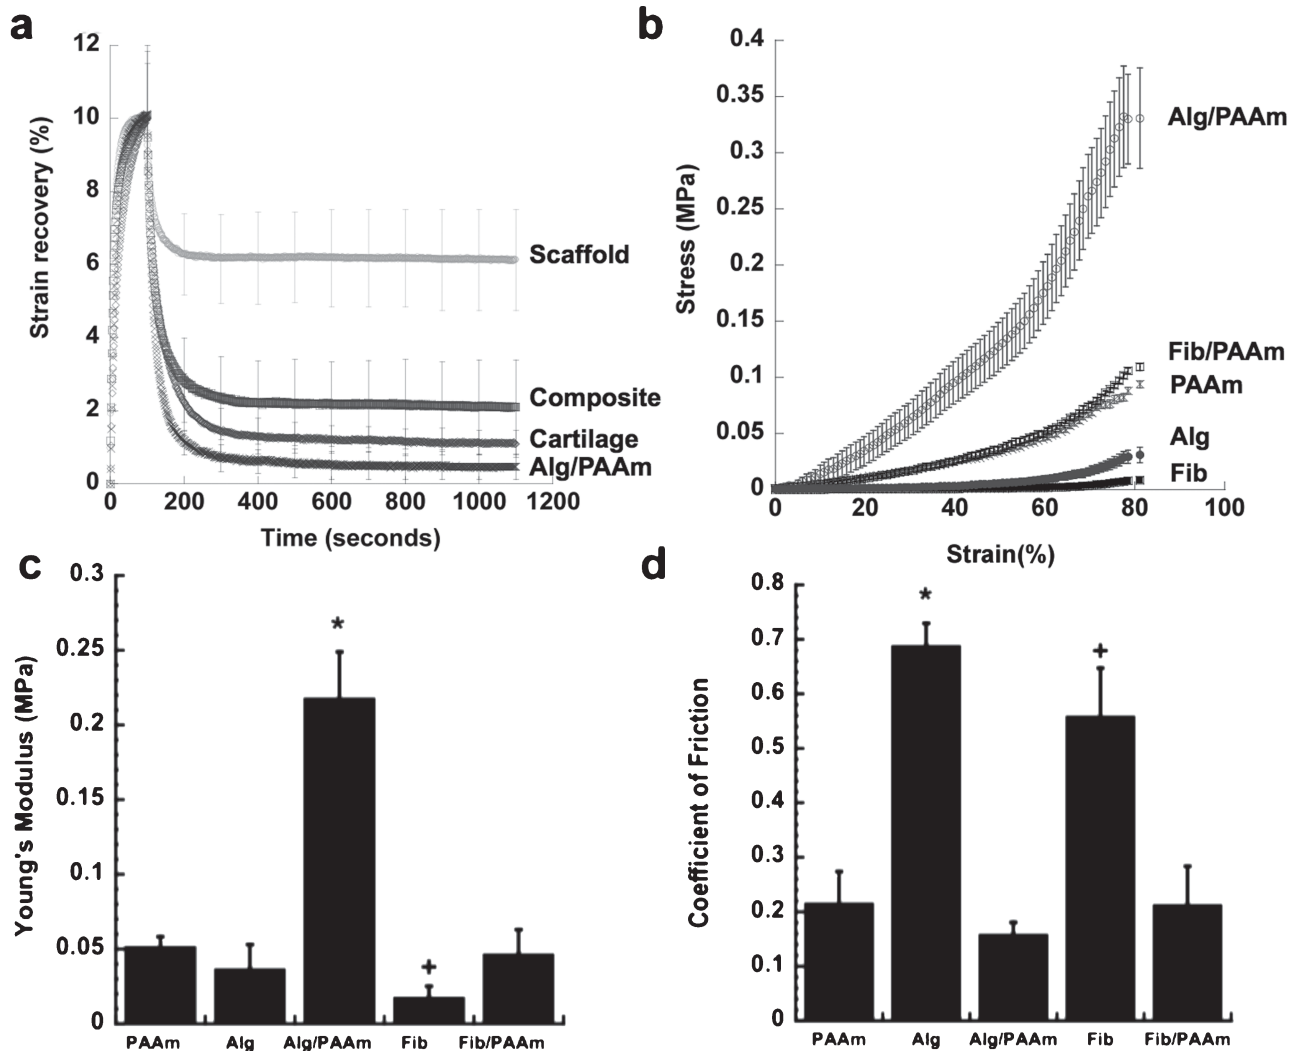 a
12
10
8
6
4
2
0
Strain recovery (%)
Scaffold
Composite
Cartilage
Alg/PAAm
0 200 400 600 800 1000 1200
Time (seconds)
b
0.4
0.35
0.3
0.25
0.2
0.15
0.1
0.05
0
Stress (MPa)
Alg/PAAm
Fib/PAAm
PAAm
Alg
Fib
0 20 40 60 80 100
Strain(%)
c
0.3
0.25
0.2
0.15
0.1
0.05
0
Young's Modulus (MPa)
*
+
PAAm Alg Alg/PAAm Fib Fib/PAAm
d
0.8
0.7
0.6
0.5
0.4
0.3
0.2
0.1
0
Coefficient of Friction
*
+
PAAm Alg Alg/PAAm Fib Fib/PAAm